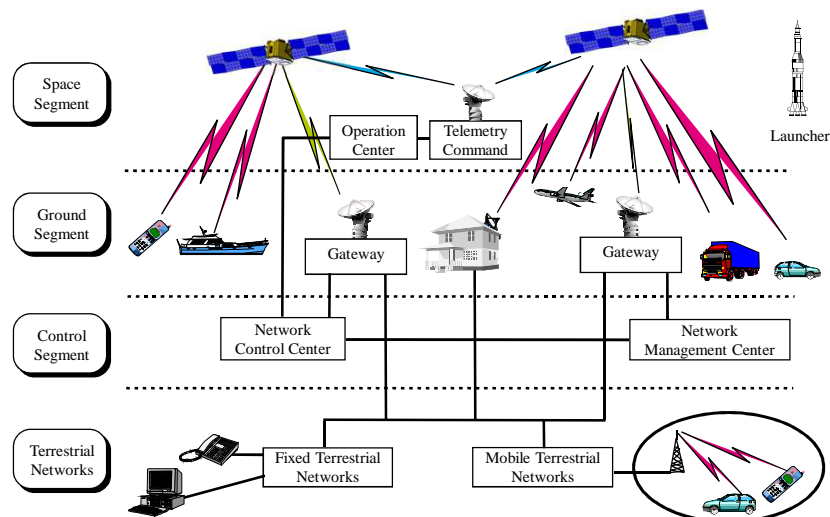 Space
Segment
Operation
Center
Telemetry
Command
Launcher
Ground
Segment
Gateway
Gateway
Control
Segment
Network
Control Center
Network
Management Center
Terrestrial
Networks
Fixed Terrestrial
Networks
Mobile Terrestrial
Networks